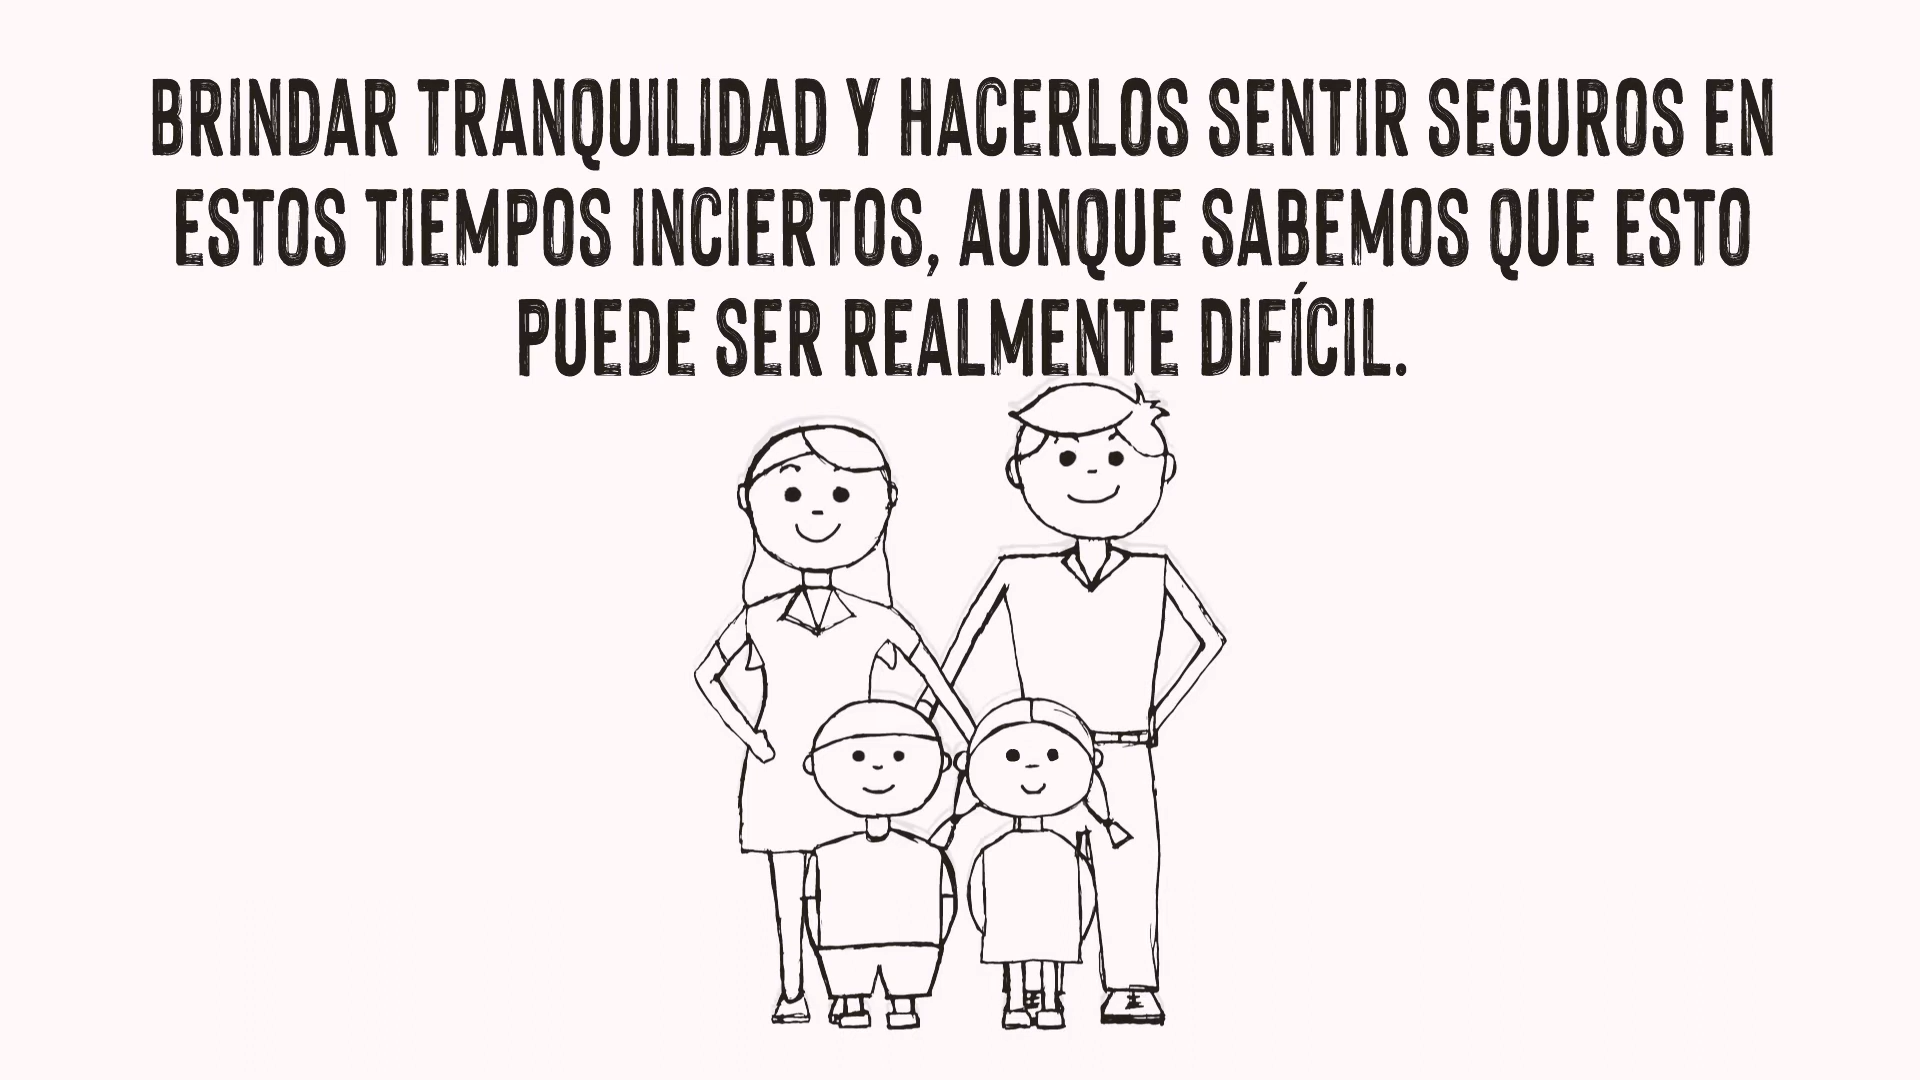 BRINDAR TRANQUILIDAD Y HACERLOS SENTIR SEGUROS EN
ESTOS TIEMPOS INCIERTOS, AUNQUE SABEMOS QUE ESTO
PUEDE SER REALMENTE DIFÍCIL.